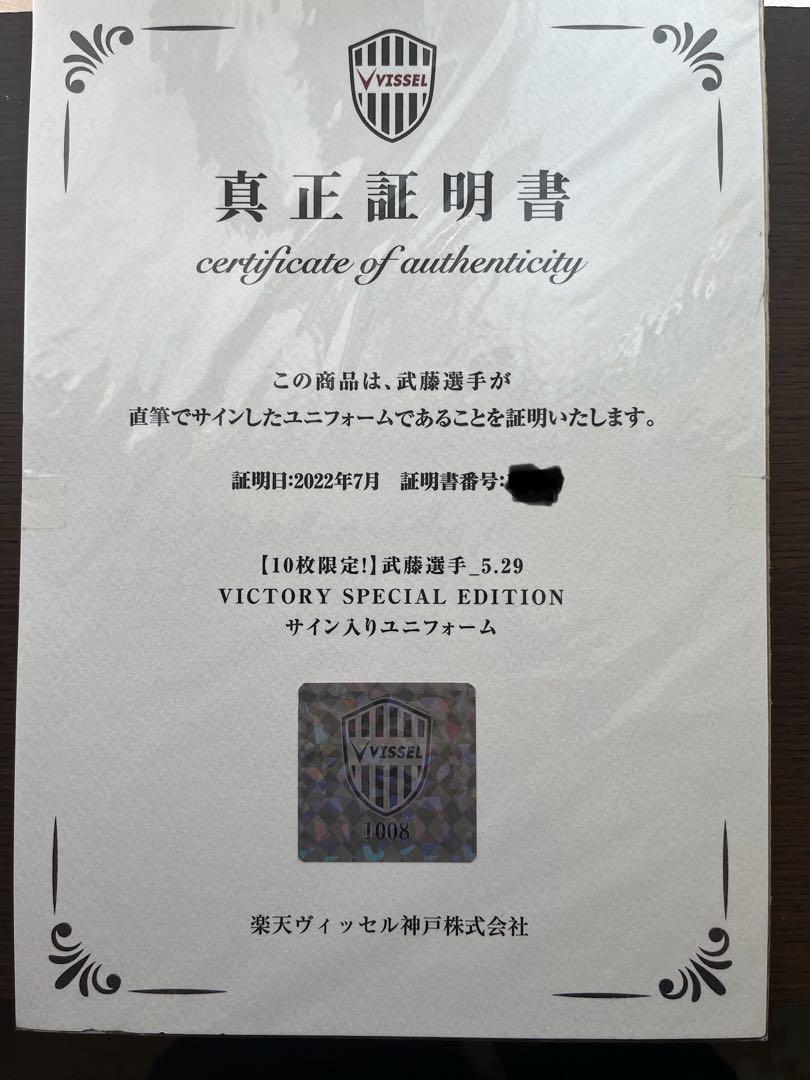 VISSEL
真正証明書
certificate of authenticity
この商品は、武藤選手が
直筆でサインしたユニフォームであることを証明いたします。
証明日:2022年7月 証明書番号:
【10枚限定!】武藤選手_5.29
VICTORY SPECIAL EDITION
サイン入りユニフォーム
VISSEL
1008
楽天ヴィッセル神戸株式会社